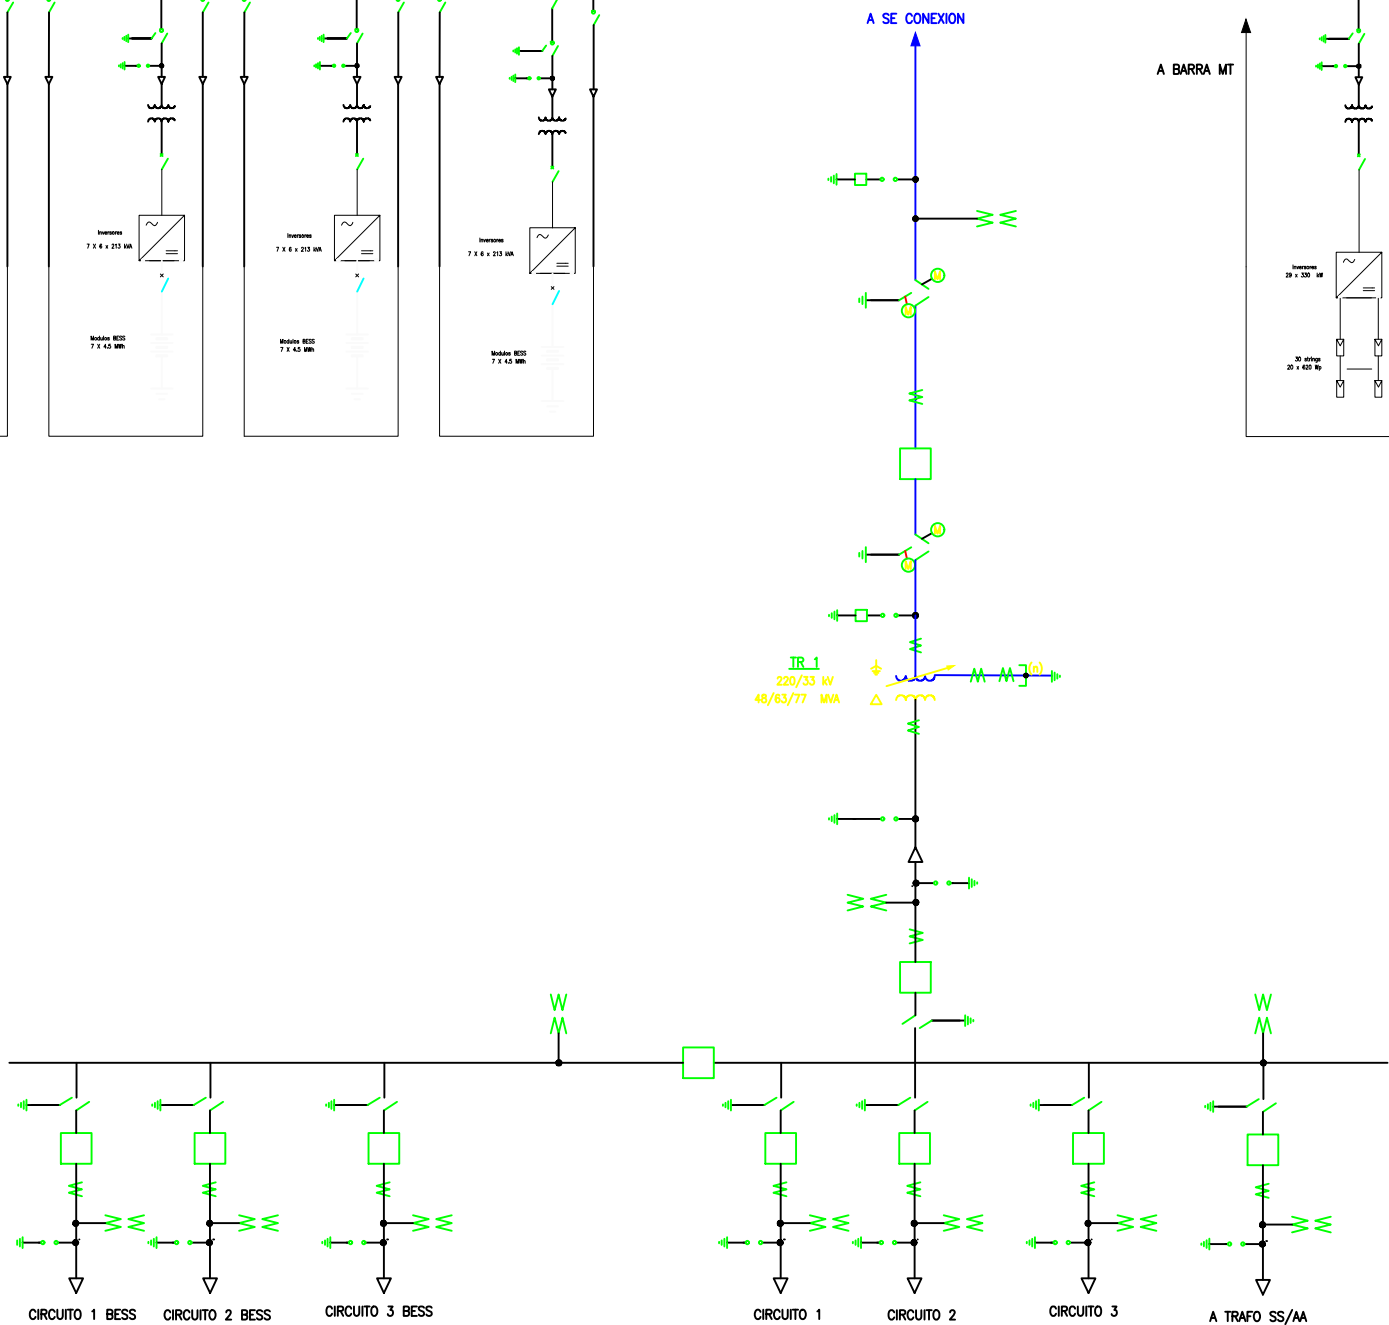 A SE CONEXION
A BARRA MT
Inversores
7 X 6 x 213 kVA
Inversores
7 X 6 x 213 kVA
Inversores
7 X 6 x 213 kVA
Inversores
29 x 330 kW
Modulos BESS
7 X 4.5 MWh
Modulos BESS
7 X 4.5 MWh
Modulos BESS
7 X 4.5 MWh
30 strings
20 x 620 Wp
M
M
M
M
TR 1
220/33 kV
48/63/77 MVA
(n)
CIRCUITO 1 BESS
CIRCUITO 2 BESS
CIRCUITO 3 BESS
CIRCUITO 1
CIRCUITO 2
CIRCUITO 3
A TRAFO SS/AA